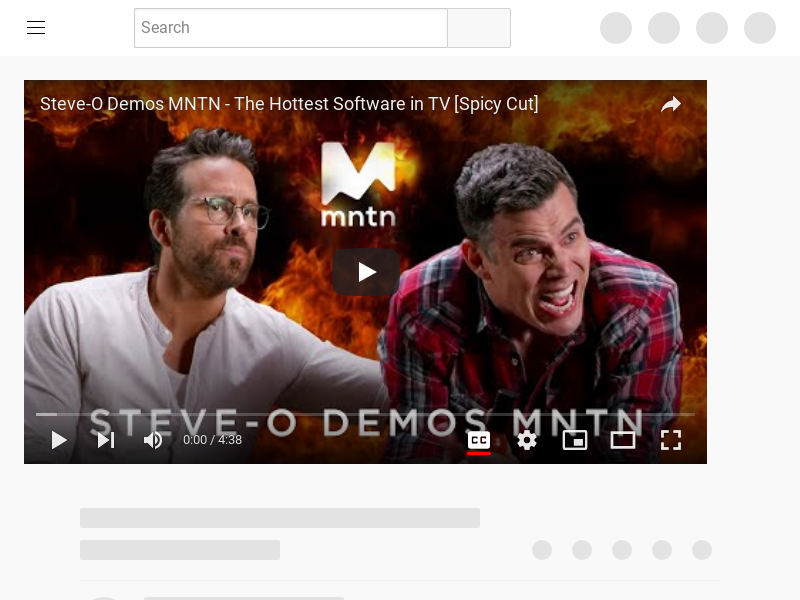 Search
Steve-O Demos MNTN - The Hottest Software in TV [Spicy Cut]
mntn
STEVE-O DEMOS MNTN
0:00 / 4:38
CC